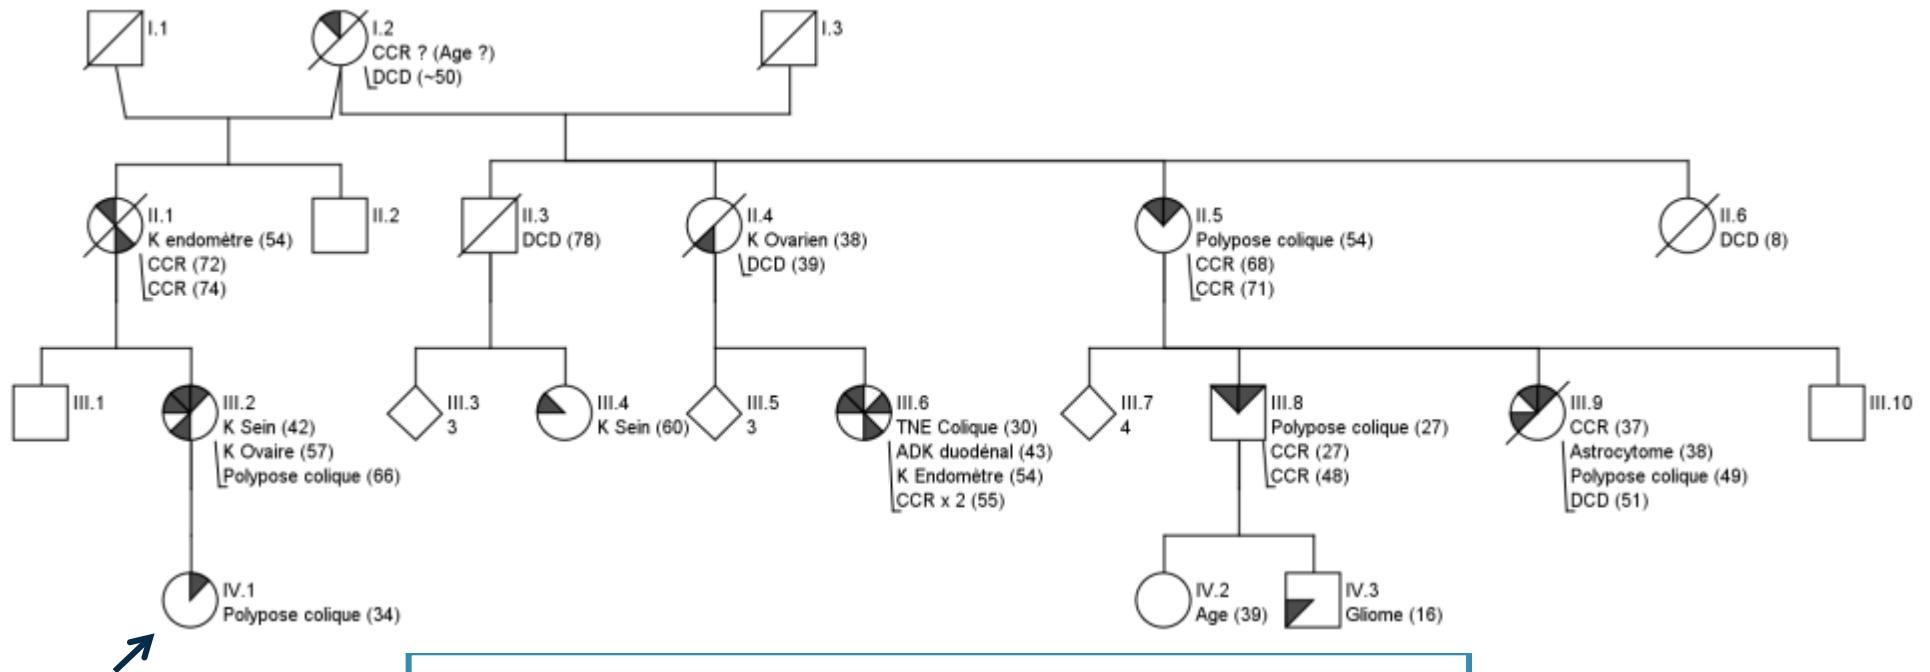 I.1
I.2
CCR ? (Age ?)
DCD (~50)
I.3
II.1
K endomètre (54)
CCR (72)
CCR (74)
II.2
II.3
DCD (78)
II.4
K Ovarien (38)
DCD (39)
II.5
Polypose colique (54)
CCR (68)
CCR (71)
II.6
DCD (8)
III.1
III.2
K Sein (42)
K Ovaire (57)
Polypose colique (66)
III.3
3
III.4
K Sein (60)
III.5
3
III.6
TNE Colique (30)
ADK duodénal (43)
K Endomètre (54)
CCR x 2 (55)
III.7
4
III.8
Polypose colique (27)
CCR (27)
CCR (48)
III.9
CCR (37)
Astrocytome (38)
Polypose colique (49)
DCD (51)
III.10
IV.1
Polypose colique (34)
IV.2
Age (39)
IV.3
Gliome (16)